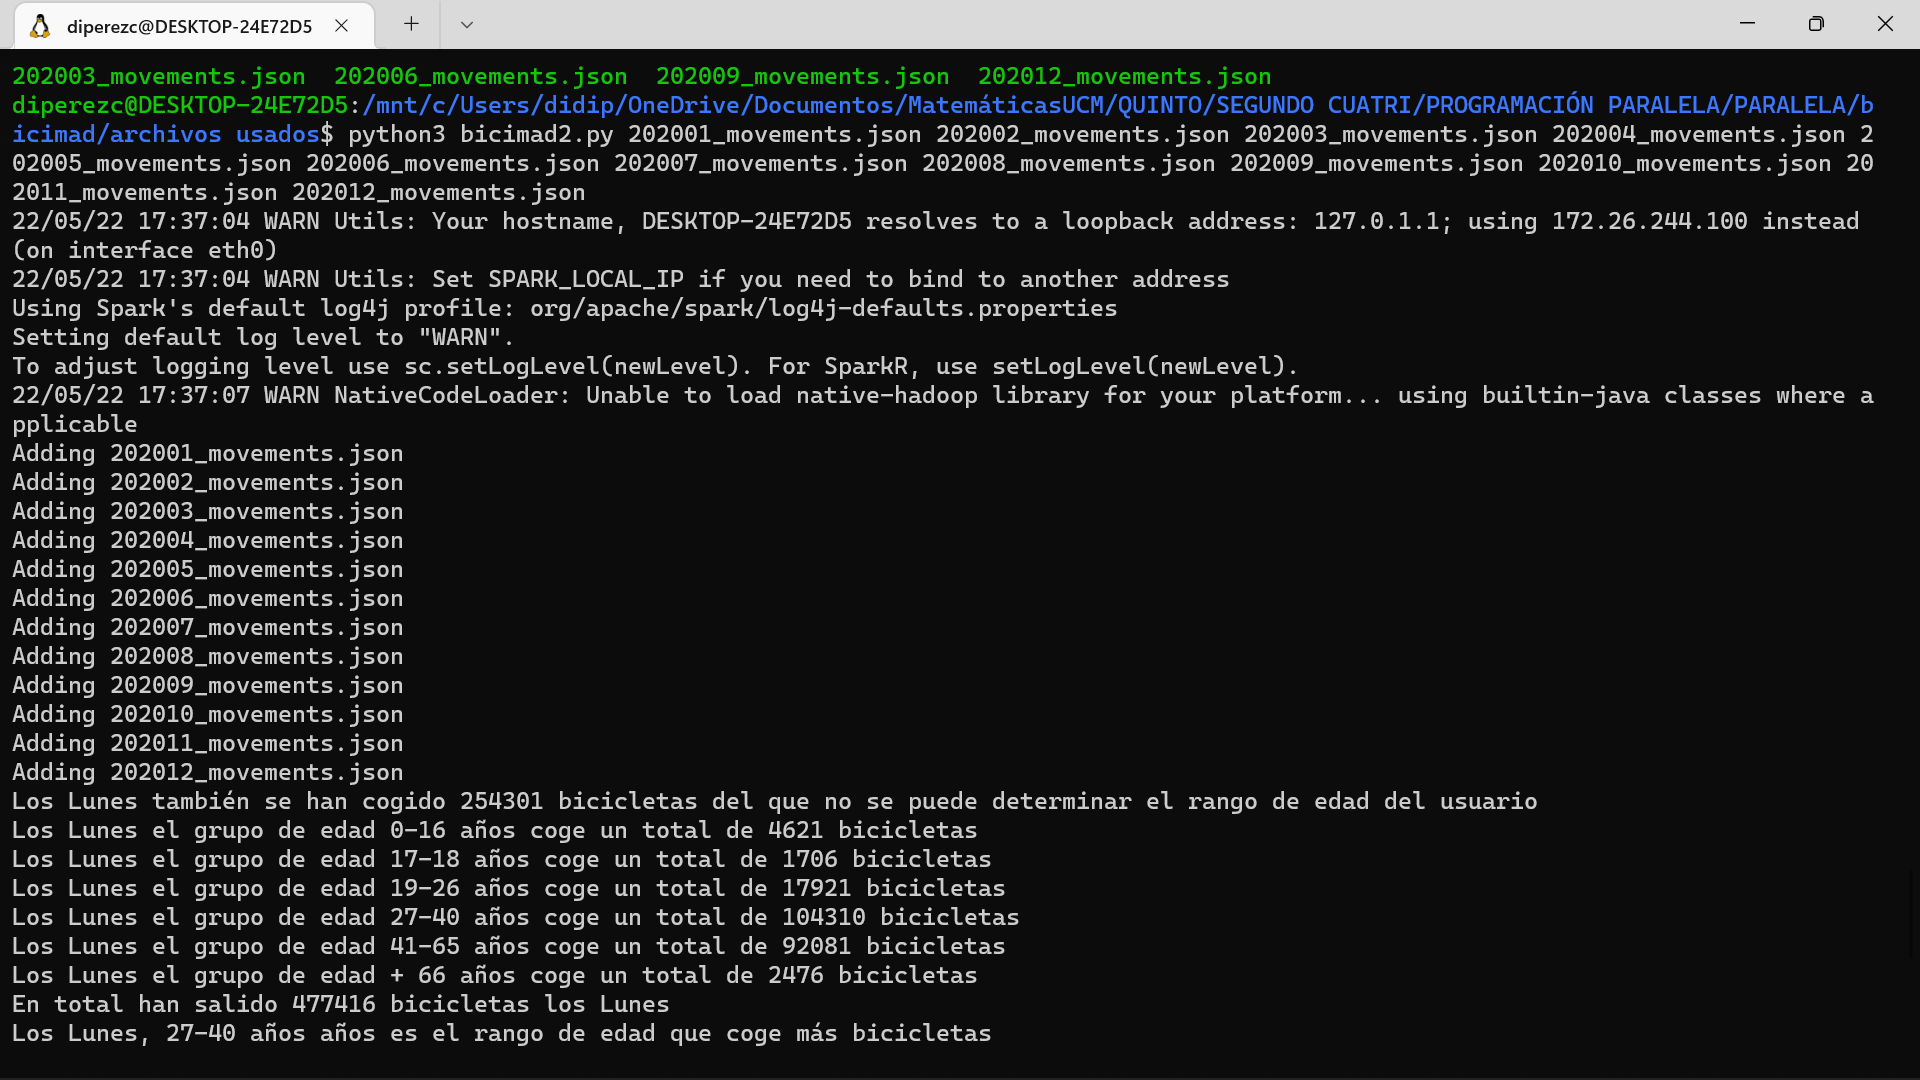 diperezc@DESKTOP-24E72D5
202003_movements.json  202006_movements.json  202009_movements.json  202012_movements.json
diperezc@DESKTOP-24E72D5:/mnt/c/Users/didip/OneDrive/Documentos/MatemáticasUCM/QUINTO/SEGUNDO CUATRI/PROGRAMACIÓN PARALELA/PARALELA/b
icimad/archivos usados$ python3 bicimad2.py 202001_movements.json 202002_movements.json 202003_movements.json 202004_movements.json 2
02005_movements.json 202006_movements.json 202007_movements.json 202008_movements.json 202009_movements.json 202010_movements.json 20
2011_movements.json 202012_movements.json
22/05/22 17:37:04 WARN Utils: Your hostname, DESKTOP-24E72D5 resolves to a loopback address: 127.0.1.1; using 172.26.244.100 instead
(on interface eth0)
22/05/22 17:37:04 WARN Utils: Set SPARK_LOCAL_IP if you need to bind to another address
Using Spark's default log4j profile: org/apache/spark/log4j-defaults.properties
Setting default log level to "WARN".
To adjust logging level use sc.setLogLevel(newLevel). For SparkR, use setLogLevel(newLevel).
22/05/22 17:37:07 WARN NativeCodeLoader: Unable to load native-hadoop library for your platform... using builtin-java classes where a
pplicable
Adding 202001_movements.json
Adding 202002_movements.json
Adding 202003_movements.json
Adding 202004_movements.json
Adding 202005_movements.json
Adding 202006_movements.json
Adding 202007_movements.json
Adding 202008_movements.json
Adding 202009_movements.json
Adding 202010_movements.json
Adding 202011_movements.json
Adding 202012_movements.json
Los Lunes también se han cogido 254301 bicicletas del que no se puede determinar el rango de edad del usuario
Los Lunes el grupo de edad 0-16 años coge un total de 4621 bicicletas
Los Lunes el grupo de edad 17-18 años coge un total de 1706 bicicletas
Los Lunes el grupo de edad 19-26 años coge un total de 17921 bicicletas
Los Lunes el grupo de edad 27-40 años coge un total de 104310 bicicletas
Los Lunes el grupo de edad 41-65 años coge un total de 92081 bicicletas
Los Lunes el grupo de edad + 66 años coge un total de 2476 bicicletas
En total han salido 477416 bicicletas los Lunes
Los Lunes, 27-40 años años es el rango de edad que coge más bicicletas